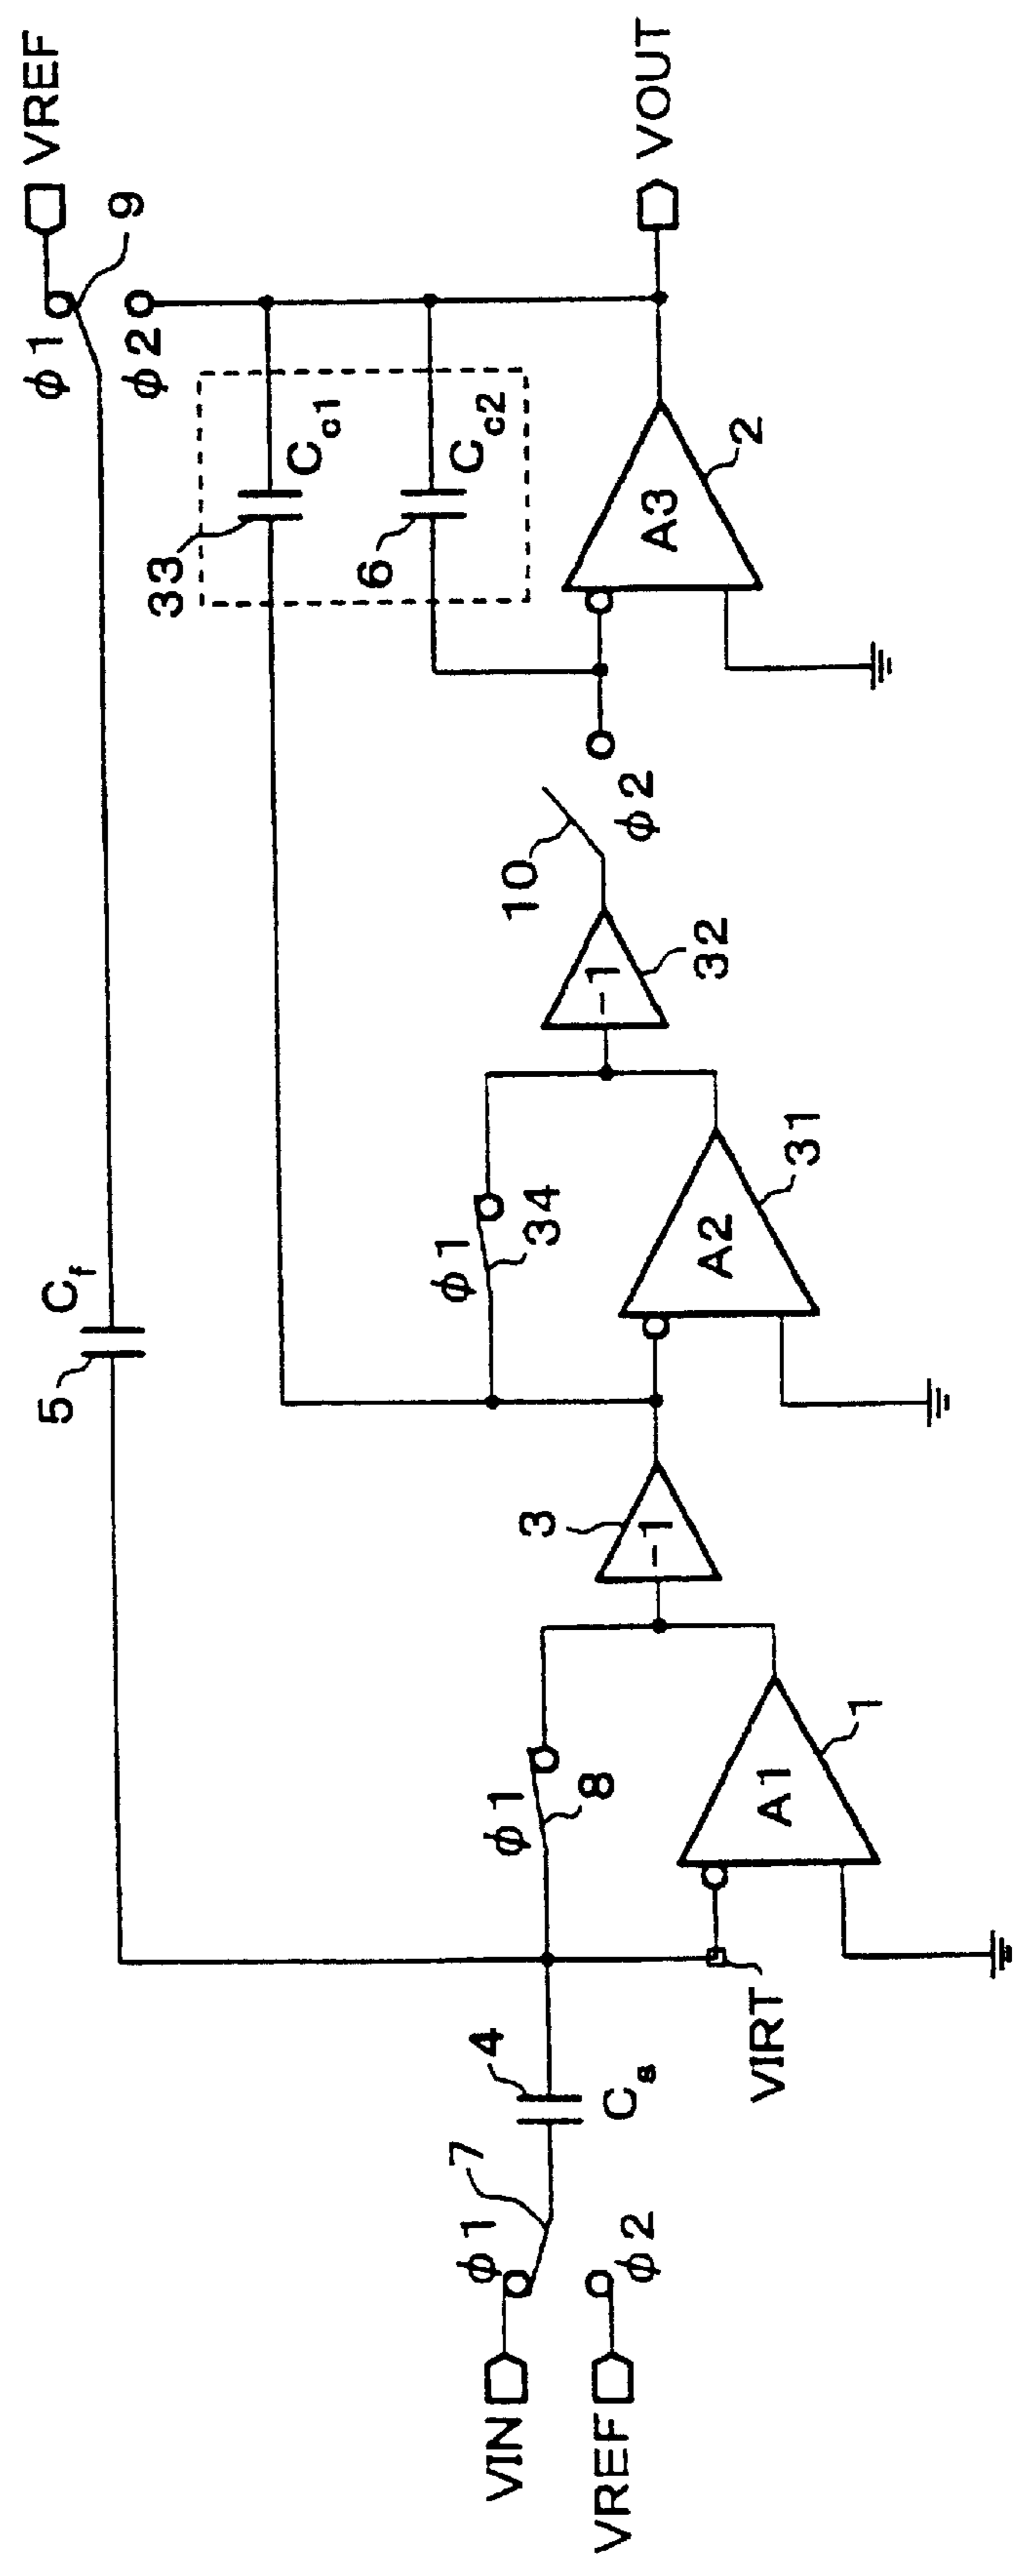 VREF
φ1
9
φ2
5
Cf
33
Cc1
6
Cc2
VOUT
φ1
34
10
φ2
A3
2
φ1
8
3
-1
A2
31
-1
32
VIN
φ1
7
4
Cs
VREF
φ2
VIRT
A1
1